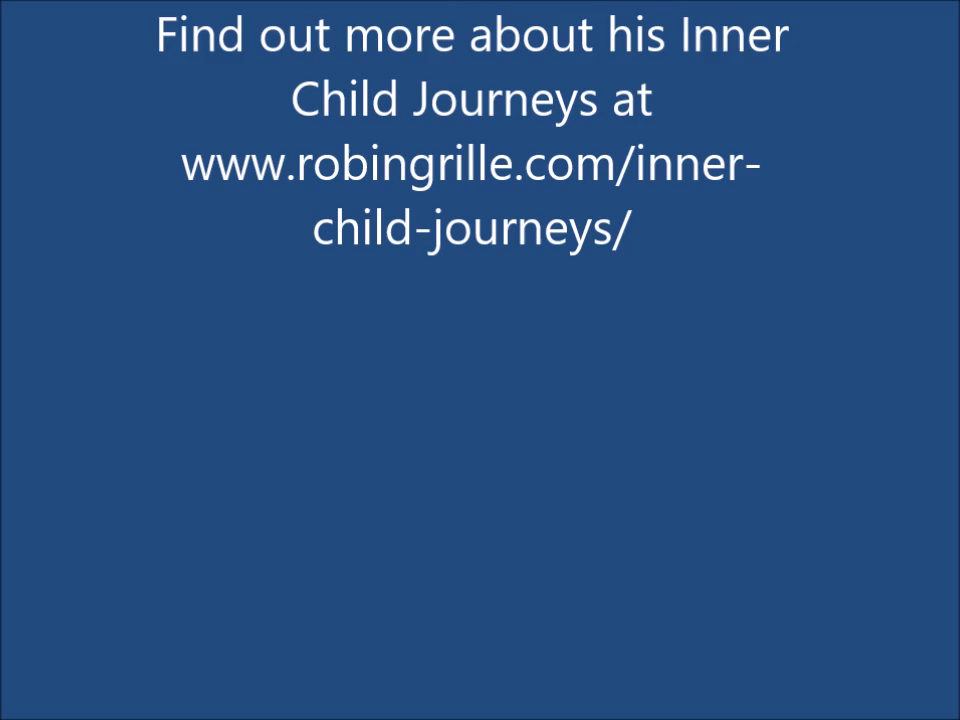 Find out more about his Inner
Child Journeys at
www.robingrille.com/inner-
child-journeys/